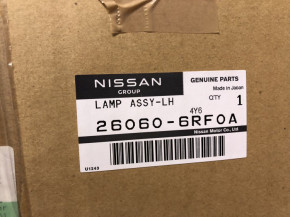 NISSAN
GROUP
GENUINE PARTS
Made in Japan
LAMP ASSY-LH
QTY
1
4Y6
26060-6RF0A
Nissan Motor Co., Ltd.
U1345